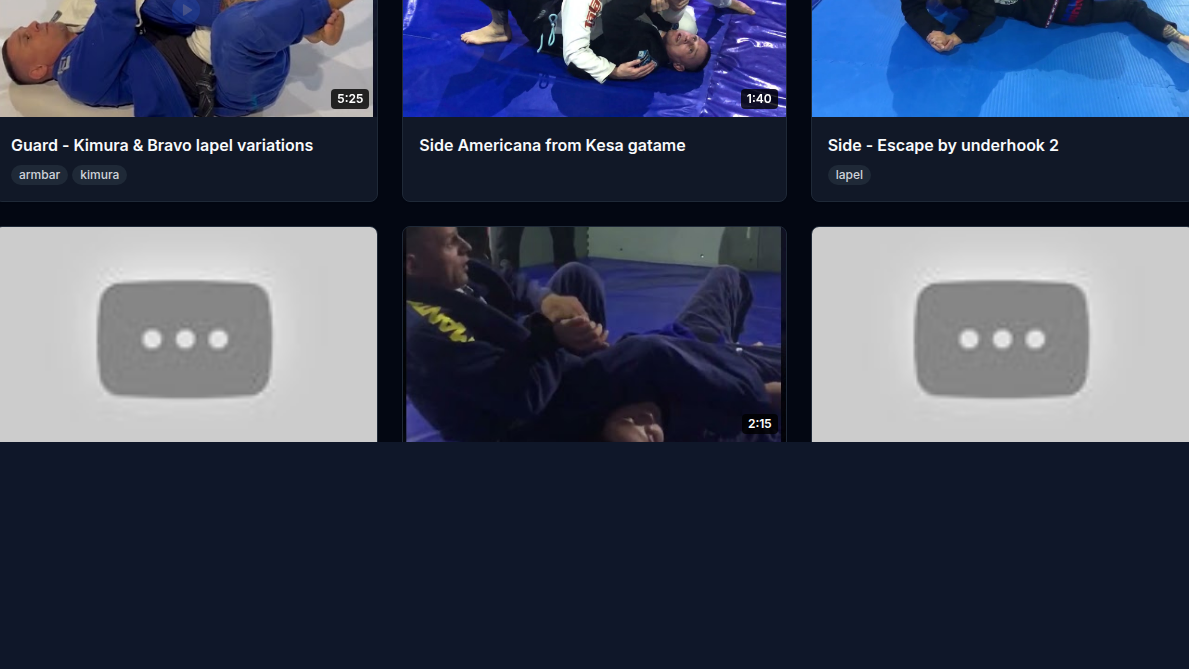 5:25
1:40
Guard - Kimura & Bravo lapel variations
armbar kimura
Side Americana from Kesa gatame
Side - Escape by underhook 2
lapel
2:15